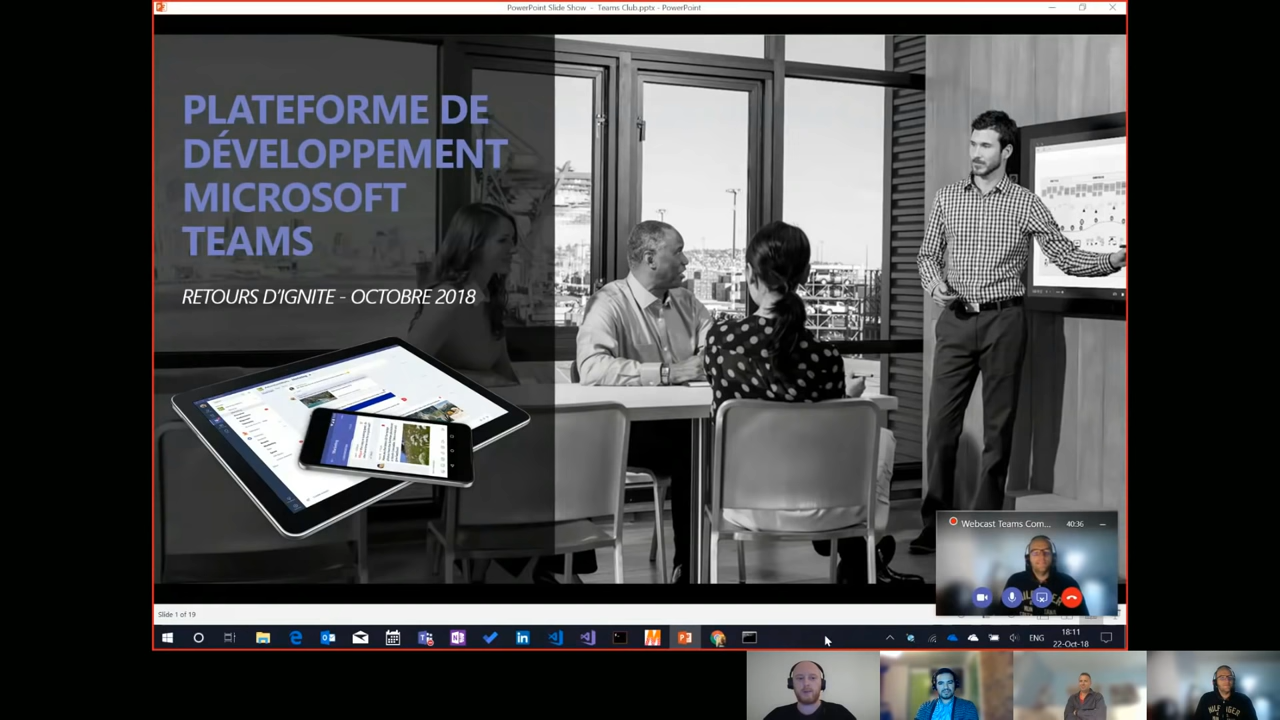 PowerPoint Slide Show - Teams Club.pptx - PowerPoint
PLATEFORME DE
DÉVELOPPEMENT
MICROSOFT
TEAMS
RETOURS D'IGNITE - OCTOBRE 2018
Webcast Teams Com... 40:36
Slide 1 of 19
ENG
18:11
22-Oct-18